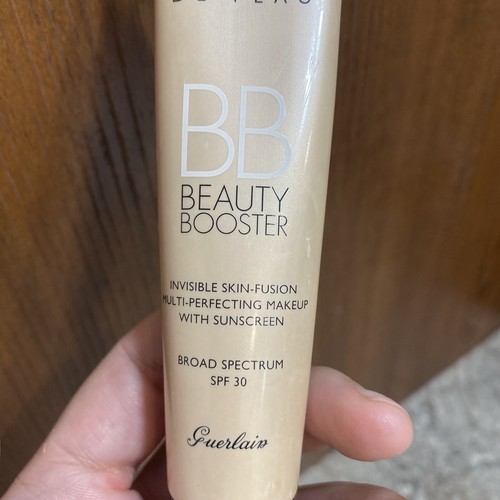 BB
BEAUTY
BOOSTER
INVISIBLE SKIN-FUSION
MULTI-PERFECTING MAKEUP
WITH SUNSCREEN
BROAD SPECTRUM
SPF 30
Guerlain